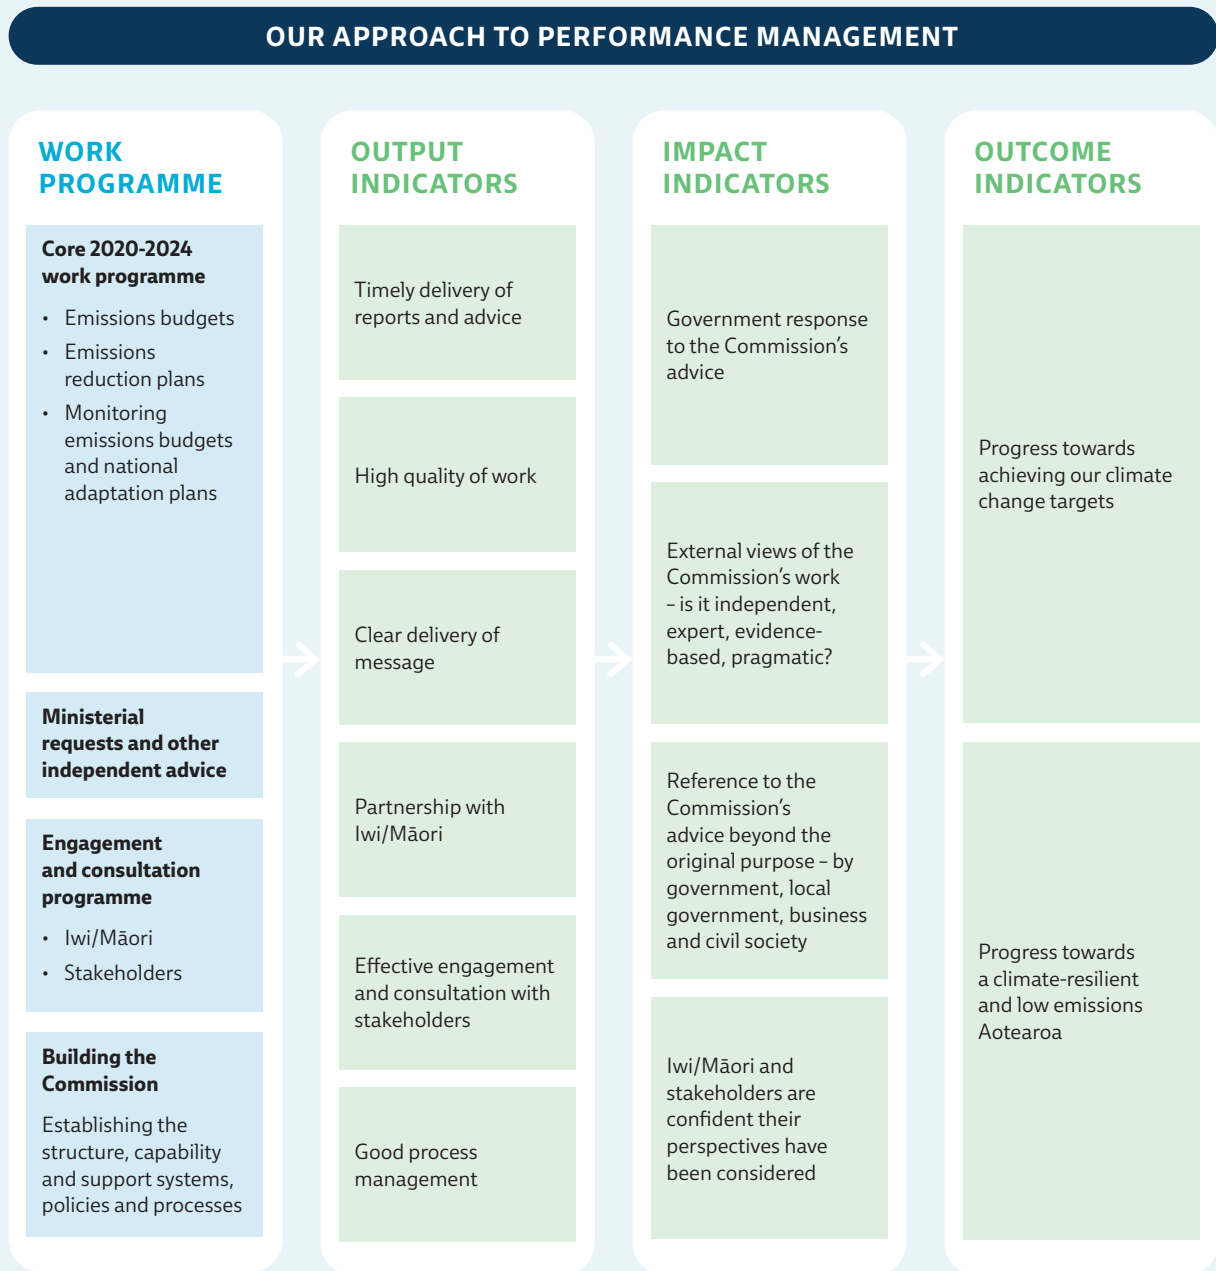 OUR APPROACH TO PERFORMANCE MANAGEMENT
WORK
PROGRAMME
Core 2020-2024
work programme
• Emissions budgets
• Emissions
reduction plans
• Monitoring
emissions budgets
and national
adaptation plans
Ministerial
requests and other
independent advice
Engagement
and consultation
programme
• Iwi/Māori
• Stakeholders
Building the
Commission
Establishing the
structure, capability
and support systems,
policies and processes
OUTPUT
INDICATORS
Timely delivery of
reports and advice
High quality of work
Clear delivery of
message
Partnership with
Iwi/Māori
Effective engagement
and consultation with
stakeholders
Good process
management
IMPACT
INDICATORS
Government response
to the Commission's
advice
External views of the
Commission's work
– is it independent,
expert, evidence-
based, pragmatic?
Reference to the
Commission's
advice beyond the
original purpose – by
government, local
government, business
and civil society
Iwi/Māori and
stakeholders are
confident their
perspectives have
been considered
OUTCOME
INDICATORS
Progress towards
achieving our climate
change targets
Progress towards
a climate-resilient
and low emissions
Aotearoa